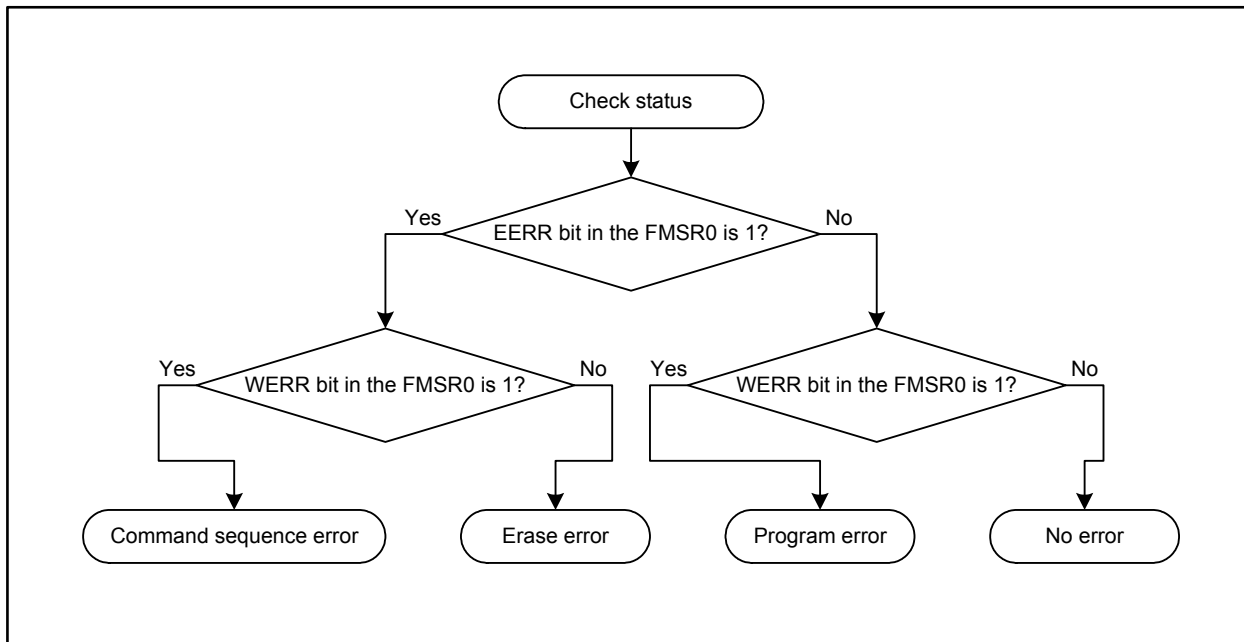 Check status
Yes
No
EERR bit in the FMSR0 is 1?
Yes
No
WERR bit in the FMSR0 is 1?
Yes
No
WERR bit in the FMSR0 is 1?
Command sequence error
Erase error
Program error
No error